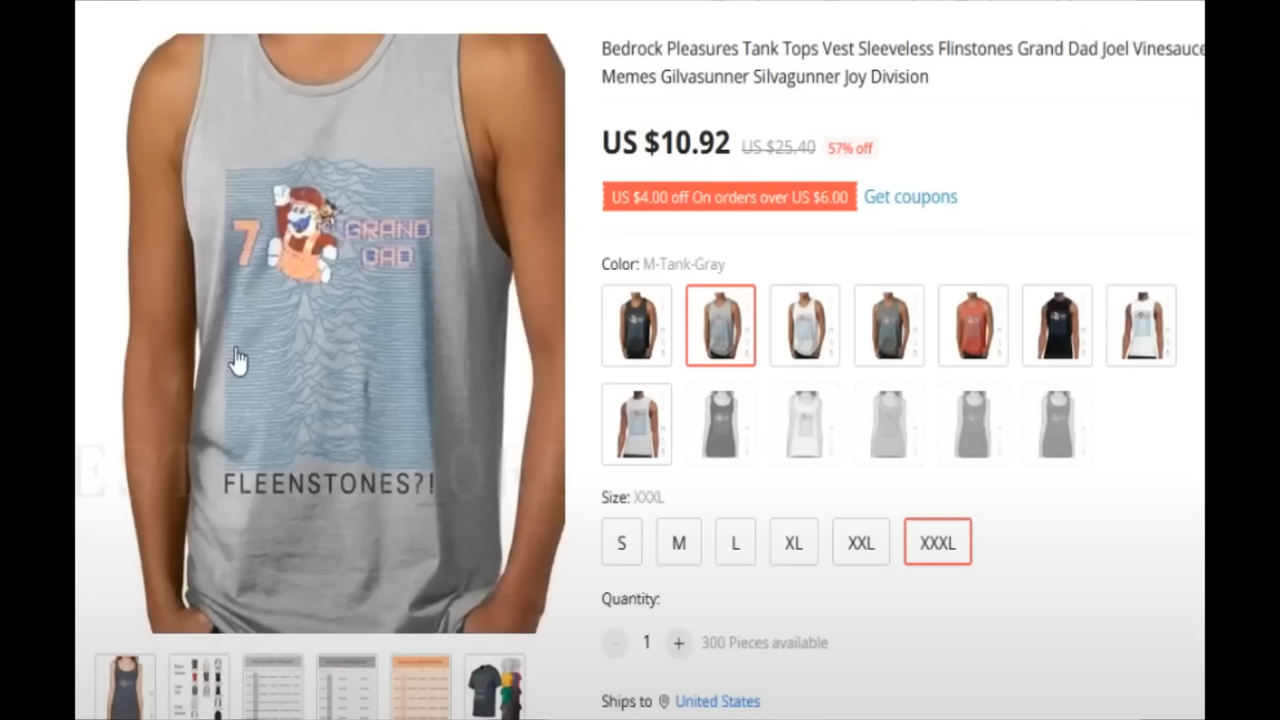 Bedrock Pleasures Tank Tops Vest Sleeveless Flinstones Grand Dad Joel Vinesauce
Memes Gilvasunner Silvagunner Joy Division
US $10.92 US $25.40 57% off
US $4.00 off On orders over US $6.00 Get coupons
Color: M-Tank-Gray
7 GRAND
DAD
FLEENSTONES?!
Size: XXXL
S M L XL XXL XXXL
Quantity:
1 + 300 Pieces available
Ships to United States